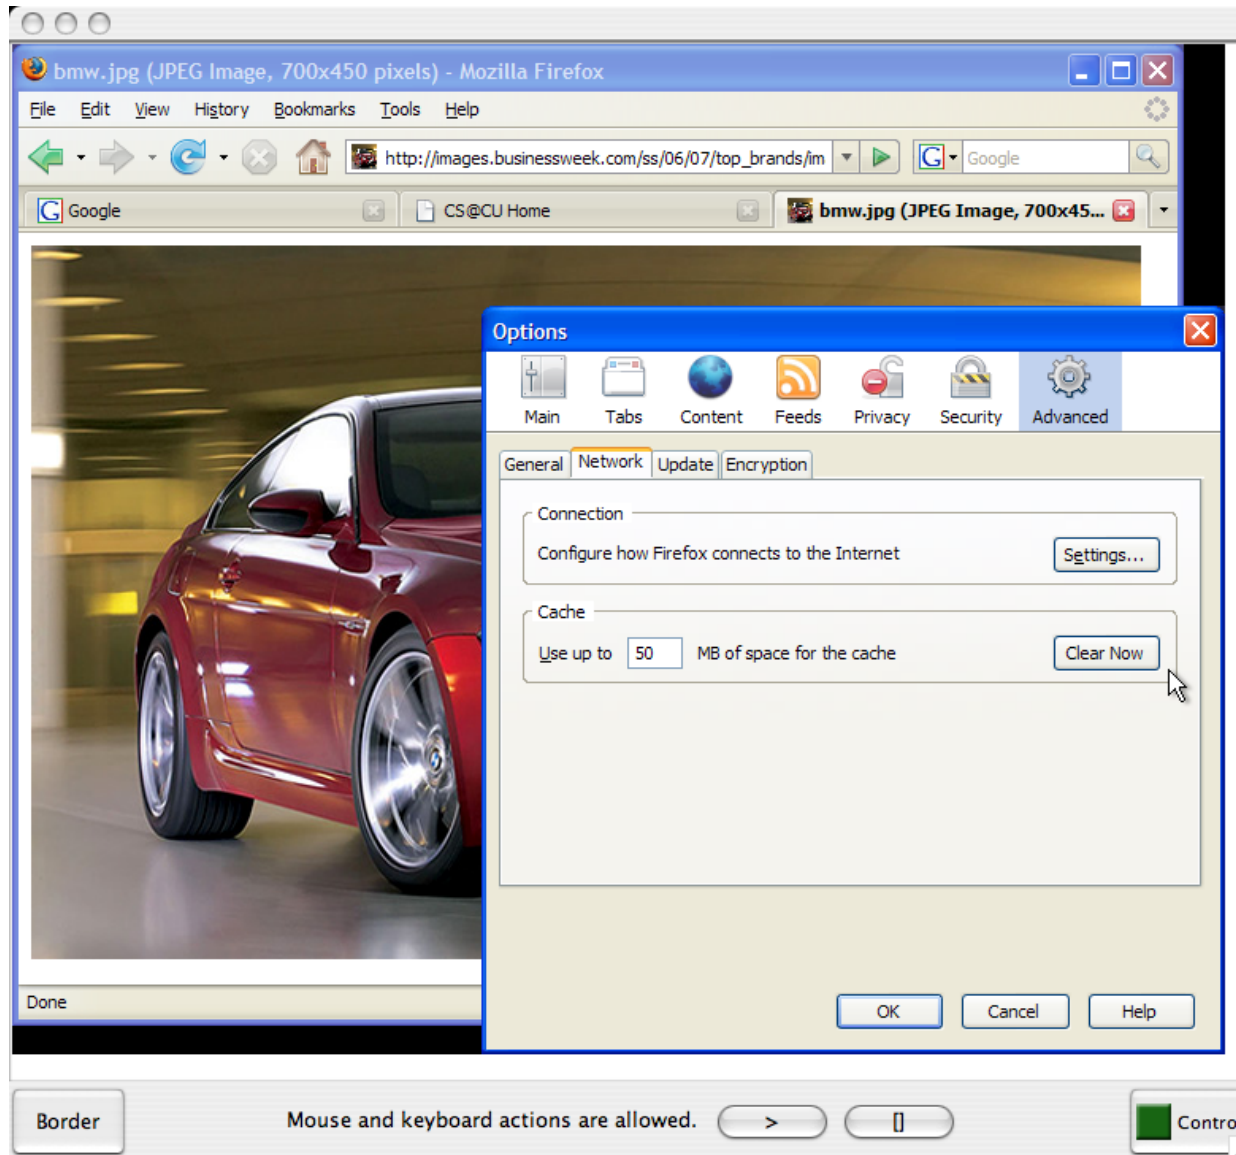 bmw.jpg (JPEG Image, 700x450 pixels) - Mozilla Firefox
File Edit View History Bookmarks Tools Help
http://images.businessweek.com/ss/06/07/top_brands/im G Google
G Google CS@CU Home bmw.jpg (JPEG Image, 700x45...
Options
Main Tabs Content Feeds Privacy Security Advanced
General Network Update Encryption
Connection
Configure how Firefox connects to the Internet Settings...
Cache
Use up to 50 MB of space for the cache Clear Now
Done
OK Cancel Help
Border Mouse and keyboard actions are allowed. > [] Contro